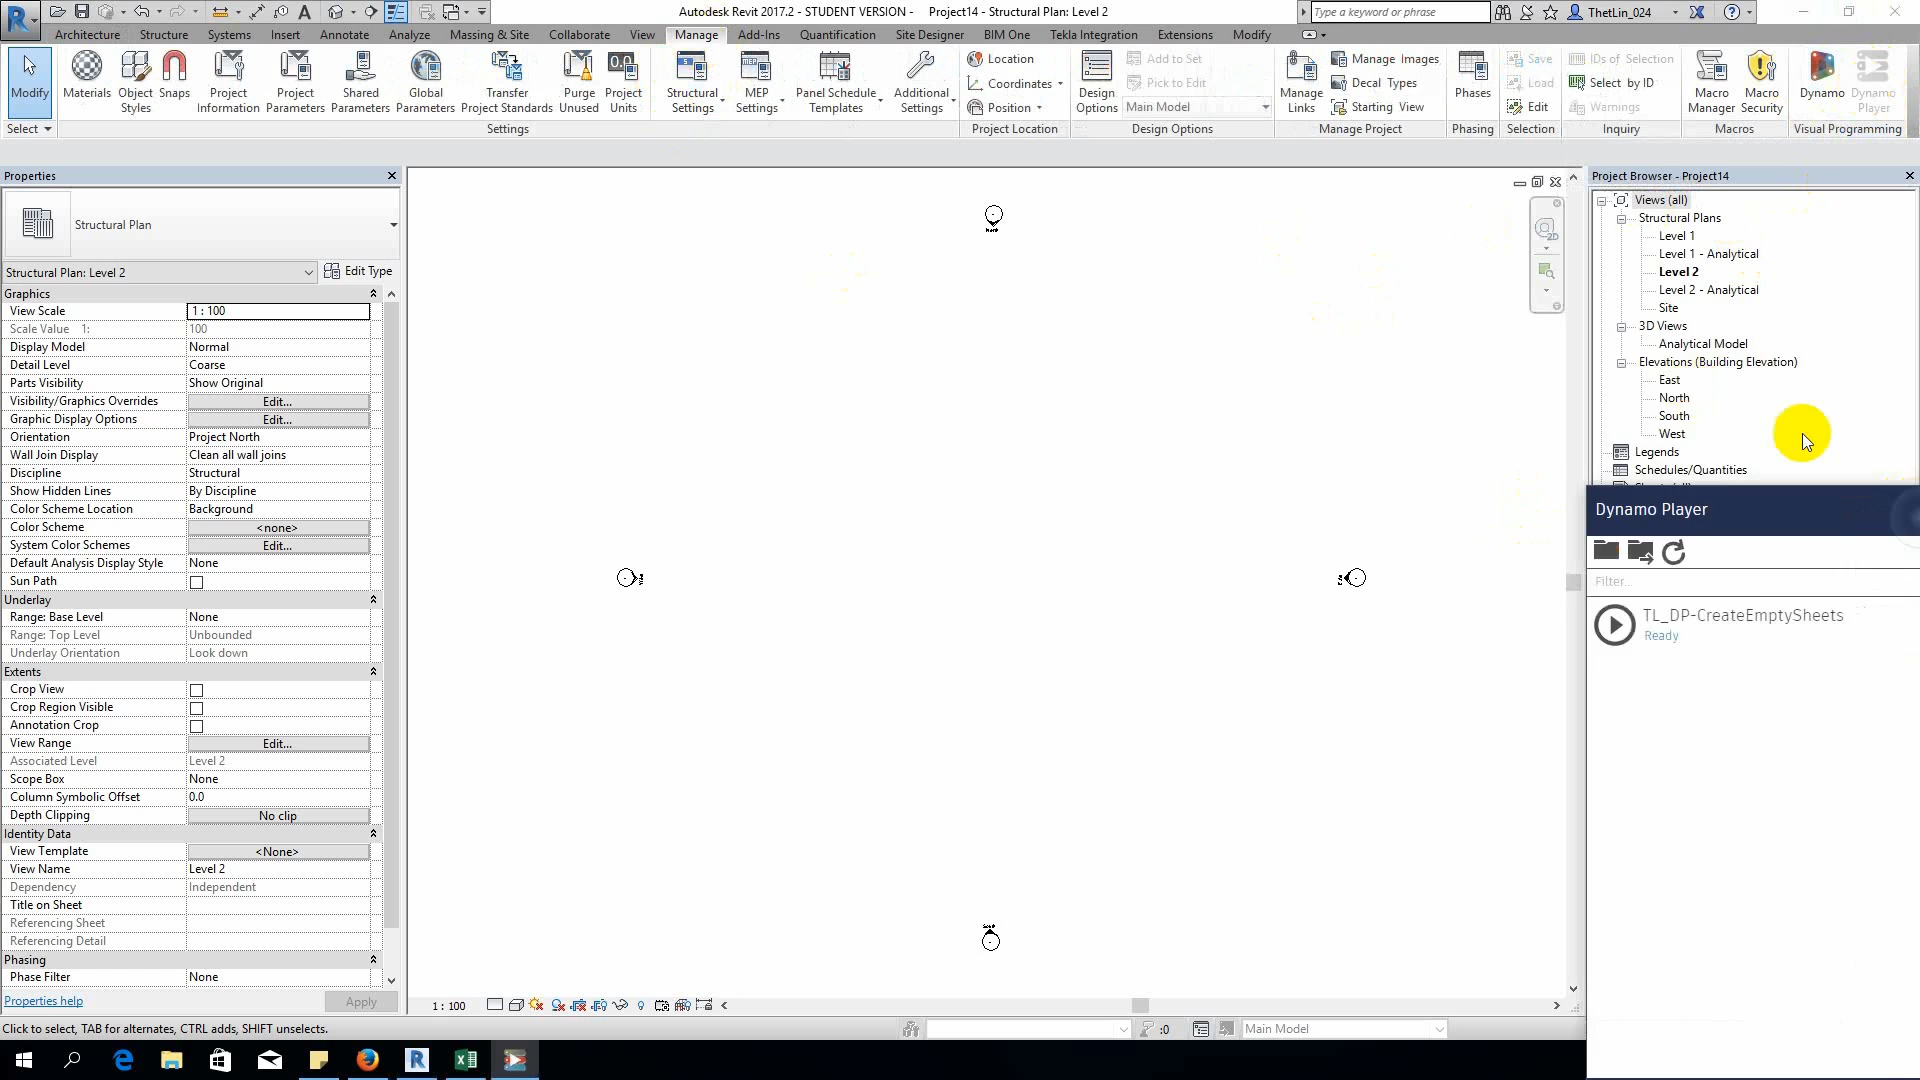 Autodesk Revit 2017.2 - STUDENT VERSION - Project14 - Structural Plan: Level 2
Type a keyword or phrase
ThetLin_024
Architecture Structure Systems Insert Annotate Analyze Massing & Site Collaborate View Manage Add-Ins Quantification Site Designer BIM One Tekla Integration Extensions Modify
Modify
Materials
Object Styles
Snaps
Project Information
Project Parameters
Shared Parameters
Global Parameters
Transfer Project Standards
Purge Unused
Project Units
Structural Settings
MEP Settings
Panel Schedule Templates
Additional Settings
Location
Coordinates
Position
Design Options
Add to Set
Pick to Edit
Main Model
Manage Links
Manage Images
Decal Types
Starting View
Phases
Save
Load
Edit
IDs of Selection
Select by ID
Warnings
Macro Manager
Macro Security
Dynamo
Dynamo Player
Select
Settings
Project Location
Design Options
Manage Project
Phasing
Selection
Inquiry
Macros
Visual Programming
Properties
Structural Plan
Structural Plan: Level 2
Edit Type
Graphics
View Scale 1 : 100
Scale Value 1: 100
Display Model Normal
Detail Level Coarse
Parts Visibility Show Original
Visibility/Graphics Overrides Edit...
Graphic Display Options Edit...
Orientation Project North
Wall Join Display Clean all wall joins
Discipline Structural
Show Hidden Lines By Discipline
Color Scheme Location Background
Color Scheme <none>
System Color Schemes Edit...
Default Analysis Display Style None
Sun Path
Underlay
Range: Base Level None
Range: Top Level Unbounded
Underlay Orientation Look down
Extents
Crop View
Crop Region Visible
Annotation Crop
View Range Edit...
Associated Level Level 2
Scope Box None
Column Symbolic Offset 0.0
Depth Clipping No clip
Identity Data
View Template <None>
View Name Level 2
Dependency Independent
Title on Sheet
Referencing Sheet
Referencing Detail
Phasing
Phase Filter None
Properties help
Apply
2D
1 : 100
Project Browser - Project14
Views (all)
Structural Plans
Level 1
Level 1 - Analytical
Level 2
Level 2 - Analytical
Site
3D Views
Analytical Model
Elevations (Building Elevation)
East
North
South
West
Legends
Schedules/Quantities
Dynamo Player
Filter...
TL_DP-CreateEmptySheets
Ready
Click to select, TAB for alternates, CTRL adds, SHIFT unselects.
:0
Main Model